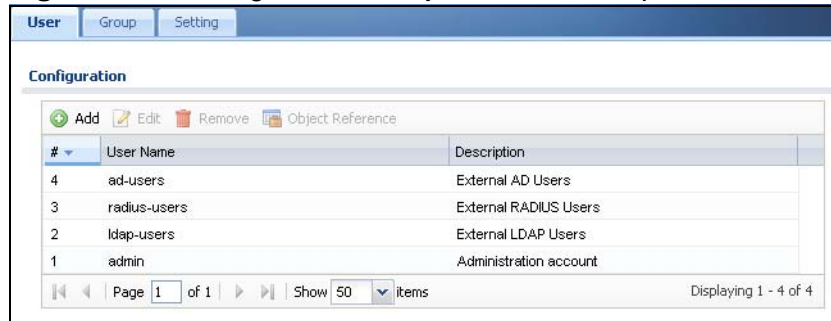 User Group Setting
Configuration
Add Edit Remove Object Reference
# User Name Description
4 ad-users External AD Users
3 radius-users External RADIUS Users
2 ldap-users External LDAP Users
1 admin Administration account
Page 1 of 1 Show 50 items Displaying 1 - 4 of 4